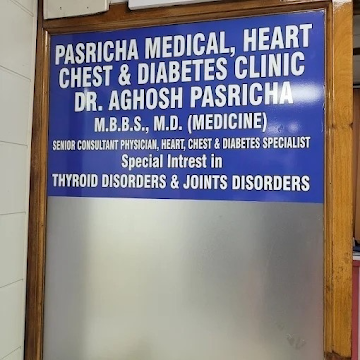 PASRICHA MEDICAL, HEART
CHEST & DIABETES CLINIC
DR. AGHOSH PASRICHA
M.B.B.S., M.D. (MEDICINE)
SENIOR CONSULTANT PHYSICIAN, HEART, CHEST & DIABETES SPECIALIST
Special Intrest in
THYROID DISORDERS & JOINTS DISORDERS